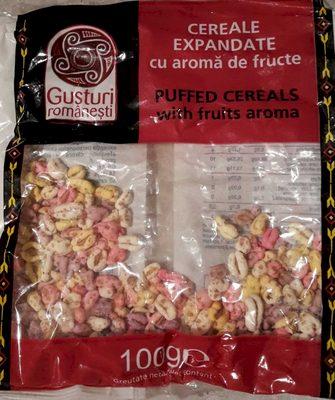 CEREALE
EXPANDATE
cu aromă de fructe
Gusturi
românești
PUFFED CEREALS
with fruits aroma
100g℮